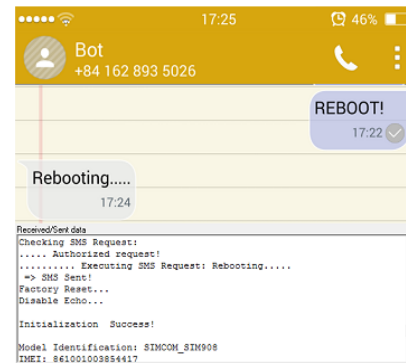 17:25
46%
Bot
+84 162 893 5026
REBOOT!
17:22
Rebooting.....
17:24
Received/Sent data
Checking SMS Request:
..... Authorized request!
.......... Executing SMS Request: Rebooting.....
=> SMS Sent!
Factory Reset...
Disable Echo...
Initialization Success!
Model Identification: SIMCOM_SIM908
IMEI: 861001003854417